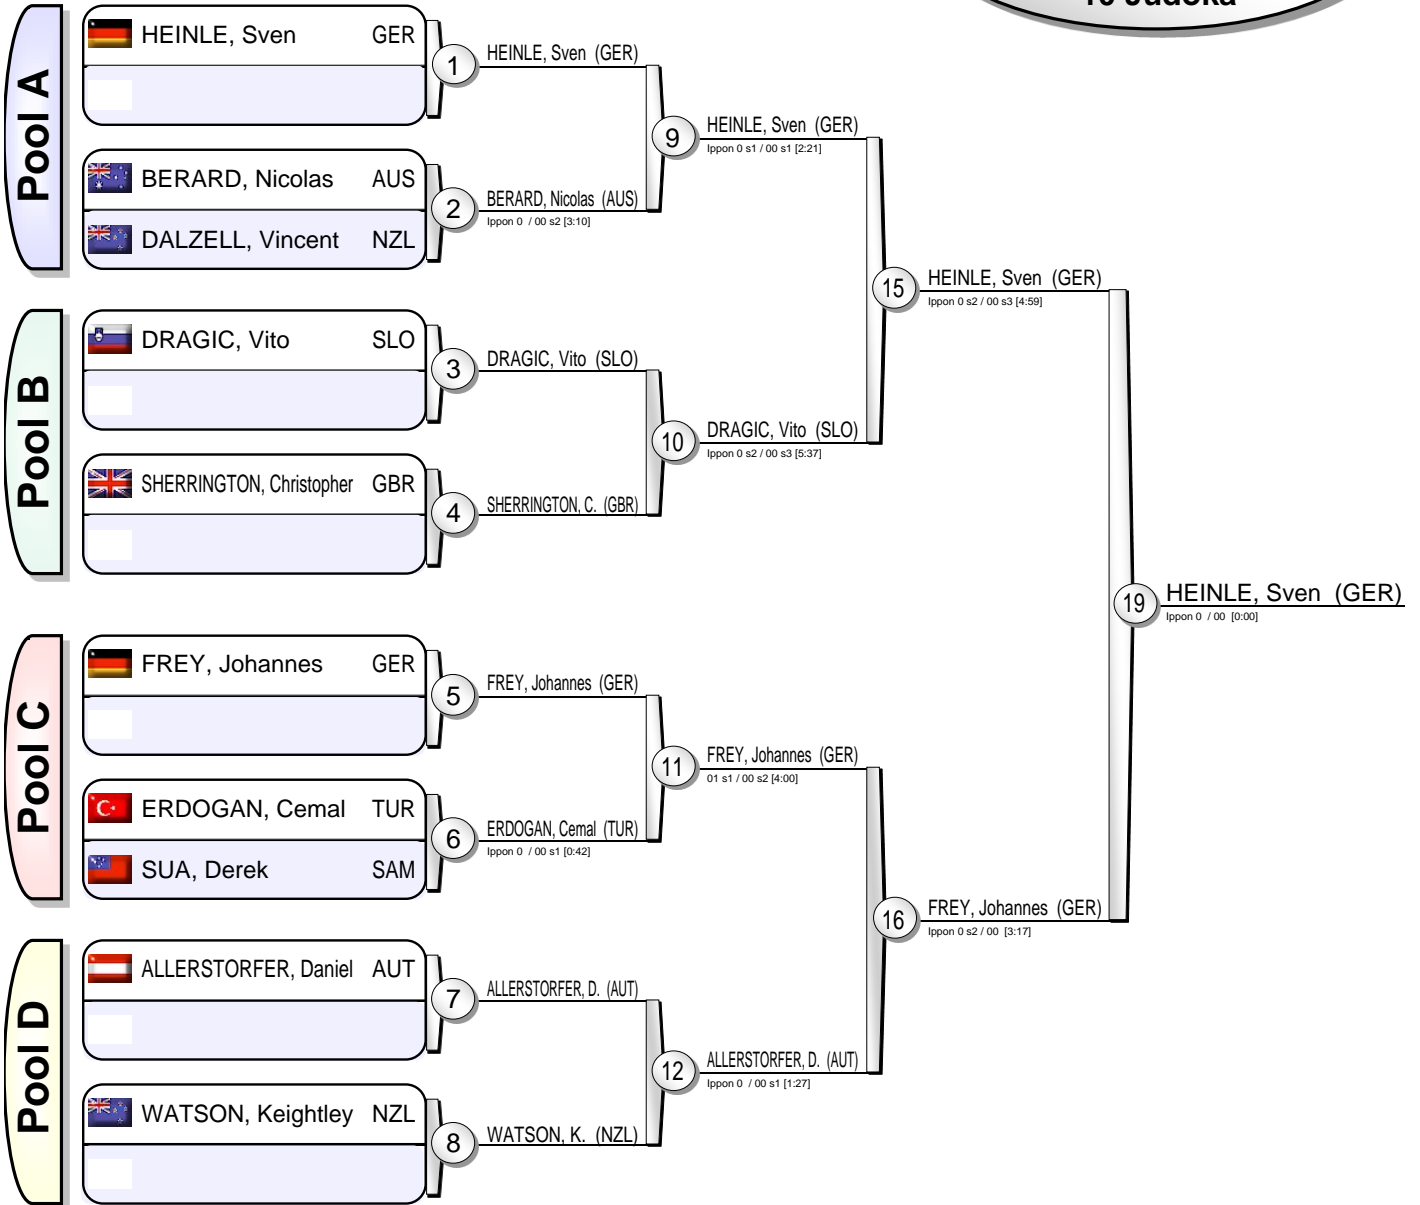 10 Judoka
Pool A
HEINLE, Sven GER
BERARD, Nicolas AUS
DALZELL, Vincent NZL
Pool B
DRAGIC, Vito SLO
SHERRINGTON, Christopher GBR
Pool C
FREY, Johannes GER
ERDOGAN, Cemal TUR
SUA, Derek SAM
Pool D
ALLERSTORFER, Daniel AUT
WATSON, Keightley NZL
1
HEINLE, Sven (GER)
2
BERARD, Nicolas (AUS)
Ippon 0 / 00 s2 [3:10]
3
DRAGIC, Vito (SLO)
4
SHERRINGTON, C. (GBR)
5
FREY, Johannes (GER)
6
ERDOGAN, Cemal (TUR)
Ippon 0 / 00 s1 [0:42]
7
ALLERSTORFER, D. (AUT)
8
WATSON, K. (NZL)
9
HEINLE, Sven (GER)
Ippon 0 s1 / 00 s1 [2:21]
10
DRAGIC, Vito (SLO)
Ippon 0 s2 / 00 s3 [5:37]
11
FREY, Johannes (GER)
01 s1 / 00 s2 [4:00]
12
ALLERSTORFER, D. (AUT)
Ippon 0 / 00 s1 [1:27]
15
HEINLE, Sven (GER)
Ippon 0 s2 / 00 s3 [4:59]
16
FREY, Johannes (GER)
Ippon 0 s2 / 00 [3:17]
19
HEINLE, Sven (GER)
Ippon 0 / 00 [0:00]